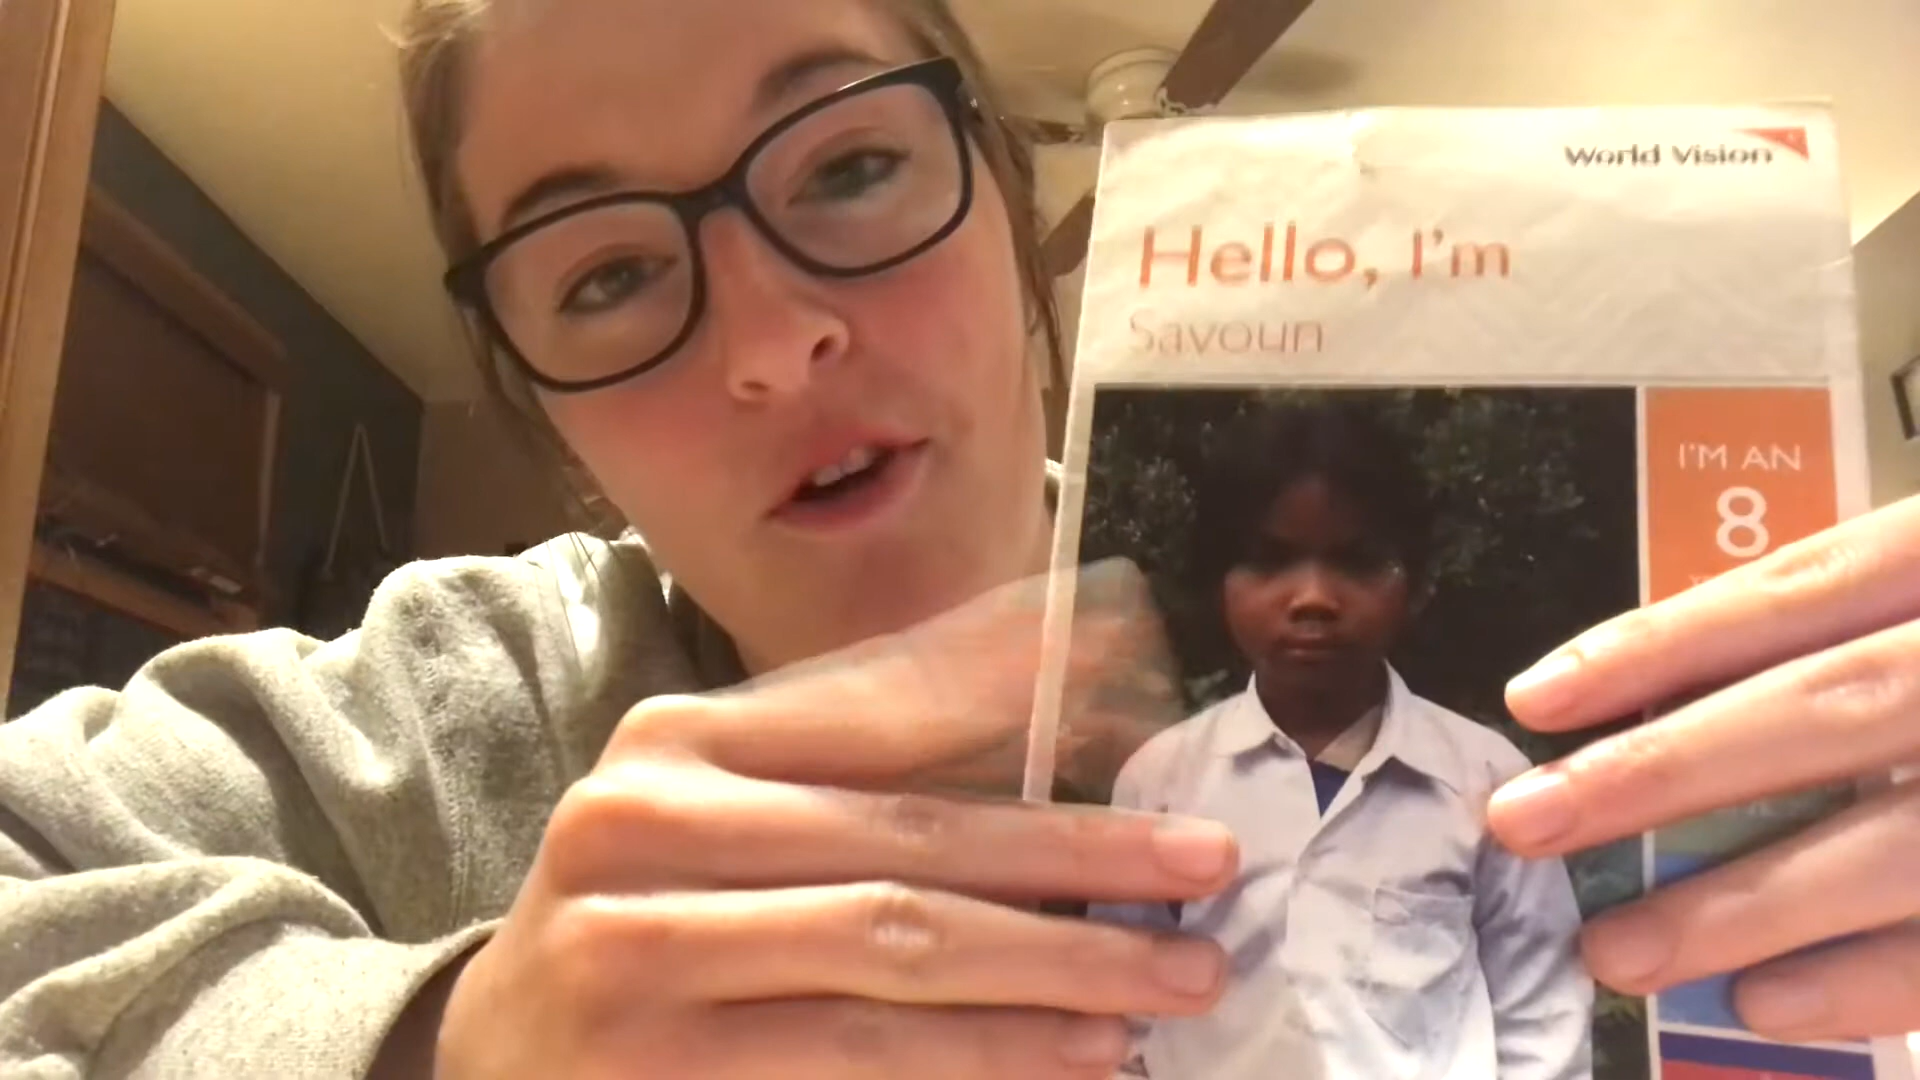 World Vision
Hello, I'm
Savoun
I'M AN
8